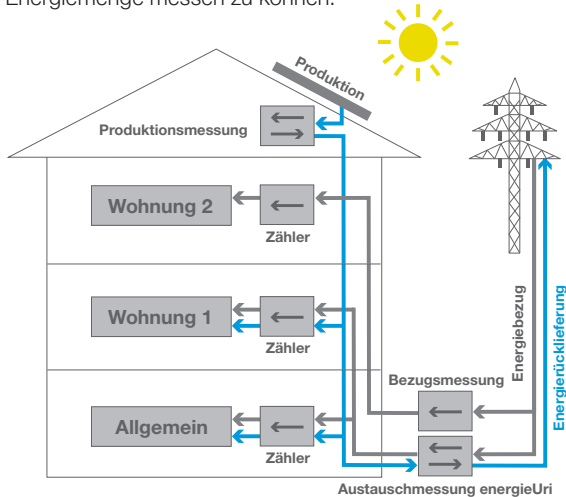 Energiemenge messen zu können.
Produktion
Produktionsmessung
Wohnung 2
Zähler
Wohnung 1
Zähler
Energiebezug
Energierücklieferung
Bezugsmessung
Allgemein
Zähler
Austauschmessung energieUri